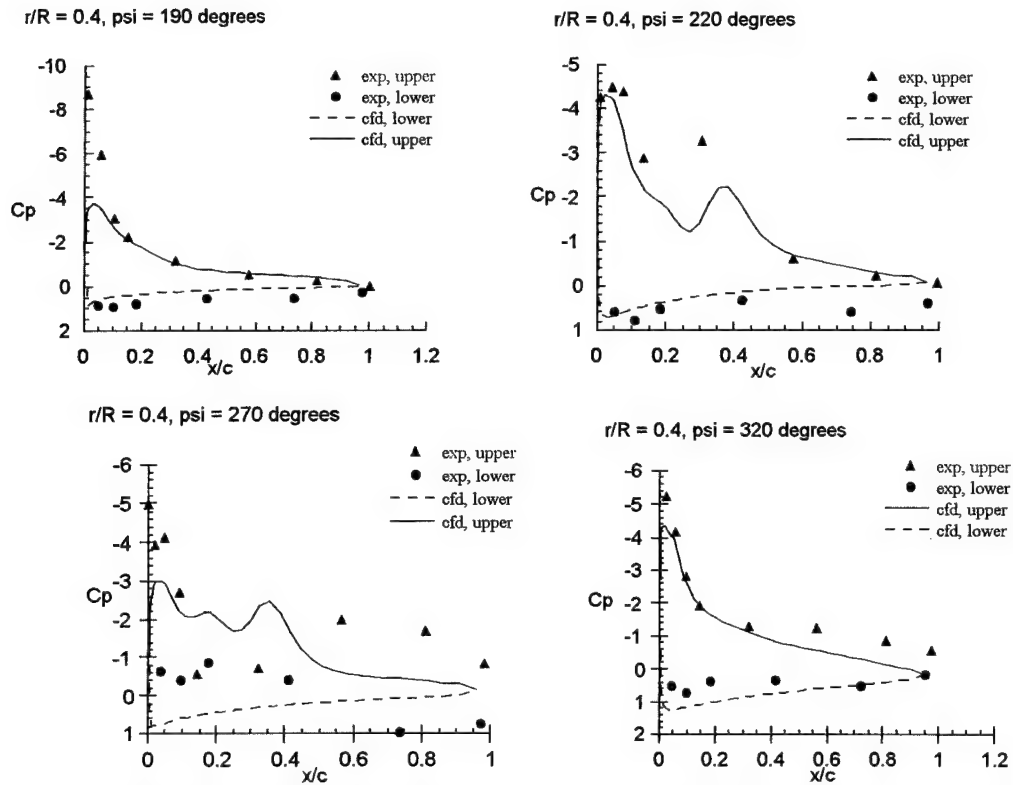 r/R = 0.4, psi = 190 degrees
-10
-8
-6
-4
-2
0
2
Cp
0
0.2
0.4
0.6
0.8
1
1.2
x/c
exp, upper
exp, lower
cfd, lower
cfd, upper
r/R = 0.4, psi = 220 degrees
-5
-4
-3
-2
-1
0
1
Cp
0
0.2
0.4
0.6
0.8
1
x/c
exp, upper
exp, lower
cfd, lower
cfd, upper
r/R = 0.4, psi = 270 degrees
-6
-5
-4
-3
-2
-1
0
1
Cp
0
0.2
0.4
0.6
0.8
1
x/c
exp, upper
exp, lower
cfd, lower
cfd, upper
r/R = 0.4, psi = 320 degrees
-6
-5
-4
-3
-2
-1
0
1
2
Cp
0
0.2
0.4
0.6
0.8
1
1.2
x/c
exp, upper
exp, lower
cfd, upper
cfd, lower